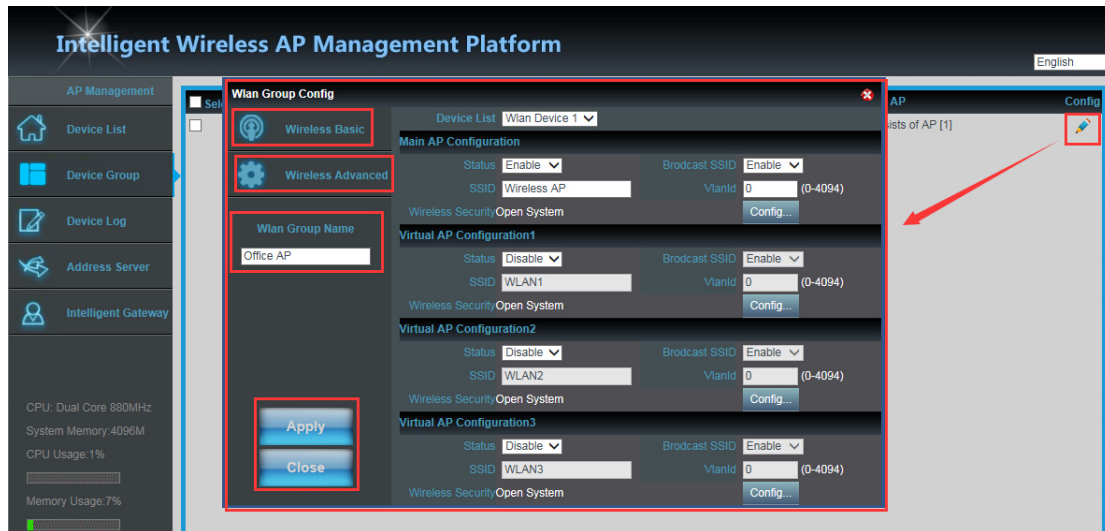 Intelligent Wireless AP Management Platform
English
AP Management
Device List
Device Group
Device Log
Address Server
Intelligent Gateway
CPU: Dual Core 880MHz
System Memory:4096M
CPU Usage:1%
Memory Usage:7%
AP
Config
sists of AP [1]
Wlan Group Config
Wireless Basic
Wireless Advanced
Wlan Group Name
Office AP
Apply
Close
Device List Wlan Device 1
Main AP Configuration
Status Enable Brodcast SSID Enable
SSID Wireless AP VlanId 0 (0-4094)
Wireless Security Open System Config...
Virtual AP Configuration1
Status Disable Brodcast SSID Enable
SSID WLAN1 VlanId 0 (0-4094)
Wireless Security Open System Config...
Virtual AP Configuration2
Status Disable Brodcast SSID Enable
SSID WLAN2 VlanId 0 (0-4094)
Wireless Security Open System Config...
Virtual AP Configuration3
Status Disable Brodcast SSID Enable
SSID WLAN3 VlanId 0 (0-4094)
Wireless Security Open System Config...